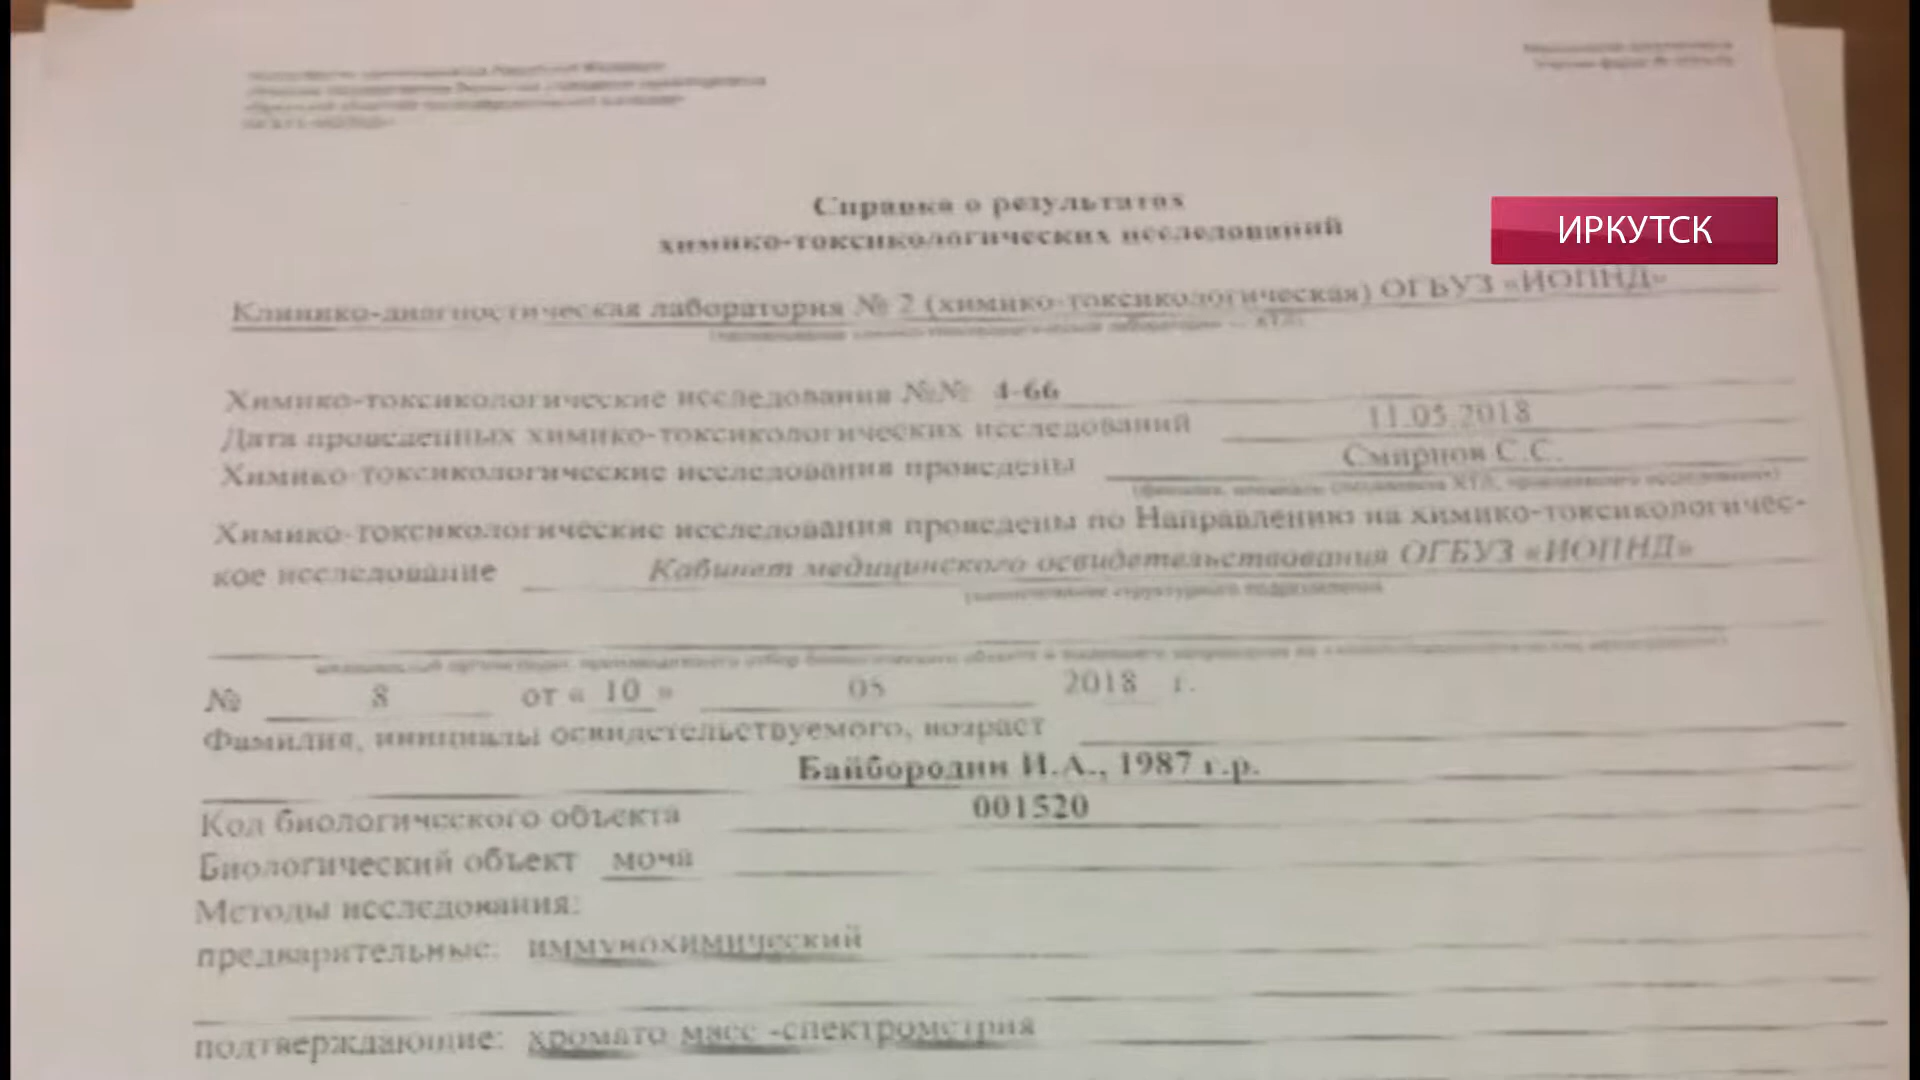 ИРКУТСК
Справка о результатах
химико-токсикологических исследований
Клинико-диагностическая лаборатория № 2 (химико-токсикологическая) ОГБУЗ «ИОПНД»
Химико-токсикологические исследования №№ 4-66
Дата проведенных химико-токсикологических исследований 11.05.2018
Химико-токсикологические исследования проведены Смирнов С.С.
Химико-токсикологические исследования проведены по Направлению на химико-токсикологичес-
кое исследование Кабинет медицинского освидетельствования ОГБУЗ «ИОПНД»
№ 8 от « 10 » 05 2018 г.
Фамилия, инициалы освидетельствуемого, возраст
Байбородин И.А., 1987 г.р.
Код биологического объекта 001520
Биологический объект моча
Методы исследования:
предварительные: иммунохимический
подтверждающие: хромато масс -спектрометрия